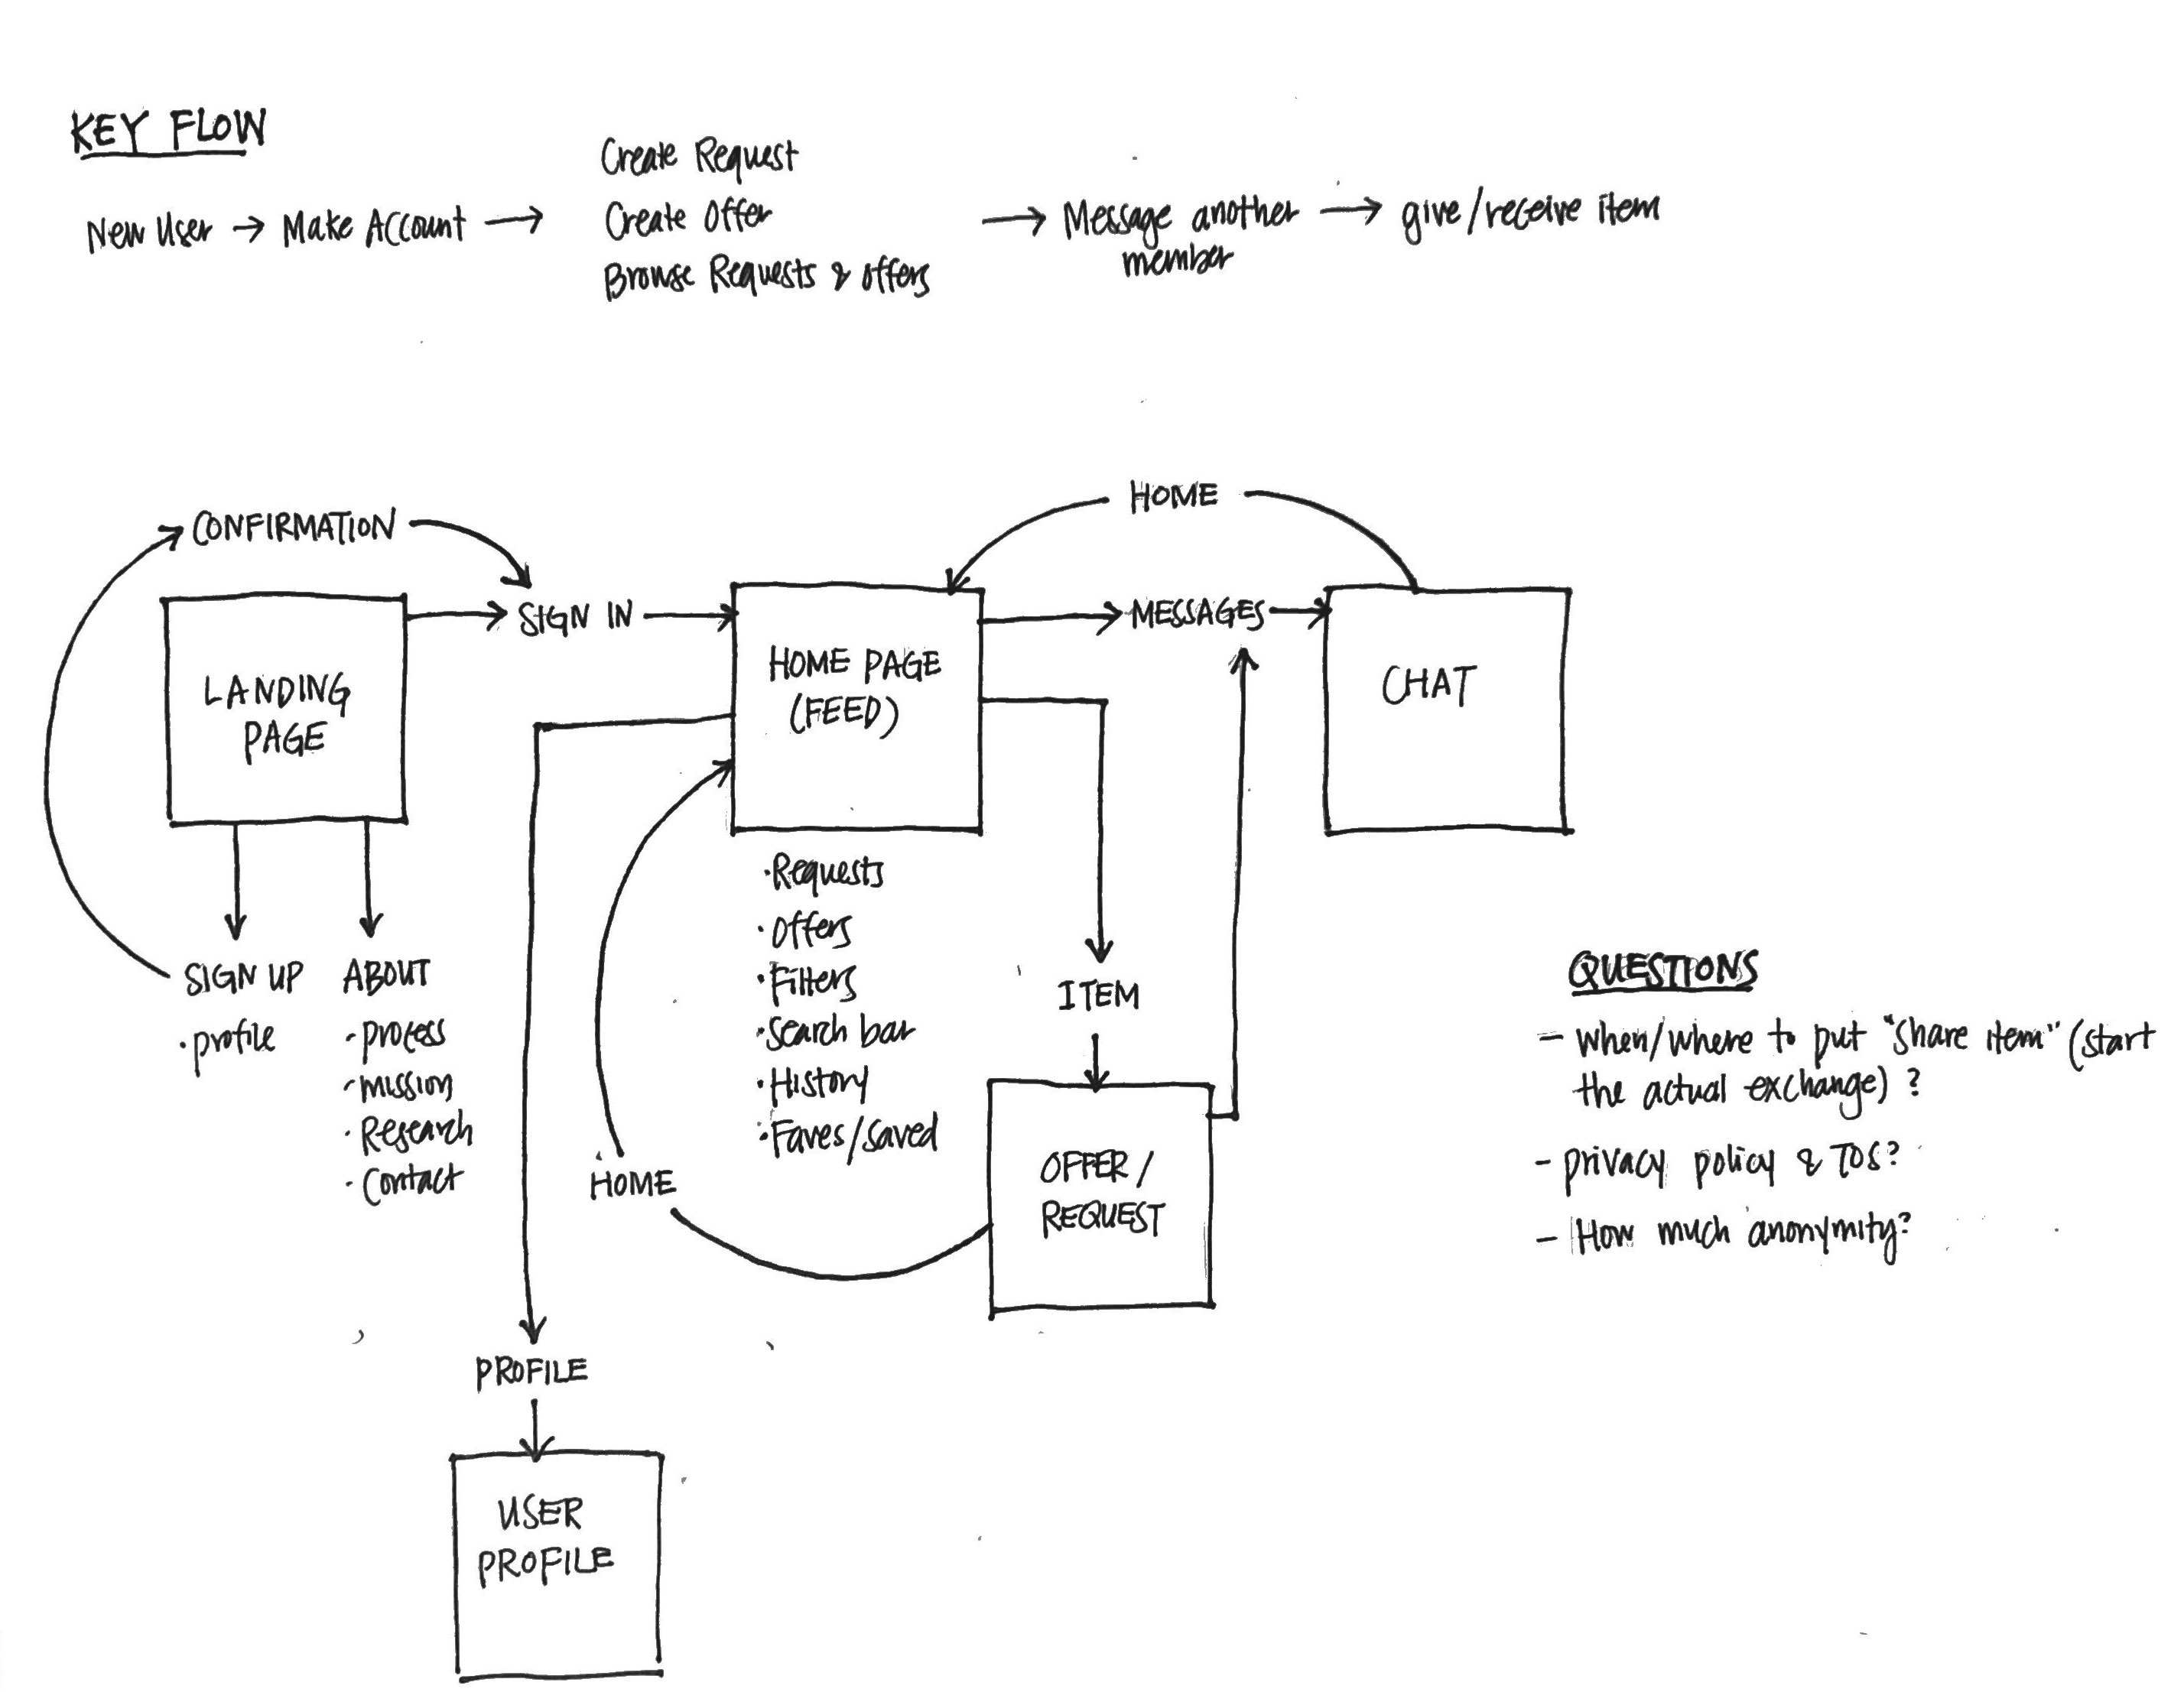 KEY FLOW
New User → Make Account →
Create Request
Create Offer
Browse Requests & offers
→ Message another
member
→ give/receive item
HOME
CONFIRMATION
SIGN IN
MESSAGES
LANDING
PAGE
HOME PAGE
(FEED)
CHAT
SIGN UP
· profile
ABOUT
· process
· mission
· Research
· Contact
· Requests
· Offers
· Filters
· Search bar
· History
· Faves/saved
ITEM
OFFER/
REQUEST
HOME
PROFILE
USER
PROFILE
QUESTIONS
- When/where to put "share item" (start
the actual exchange) ?
- privacy policy & TOS?
- How much anonymity?